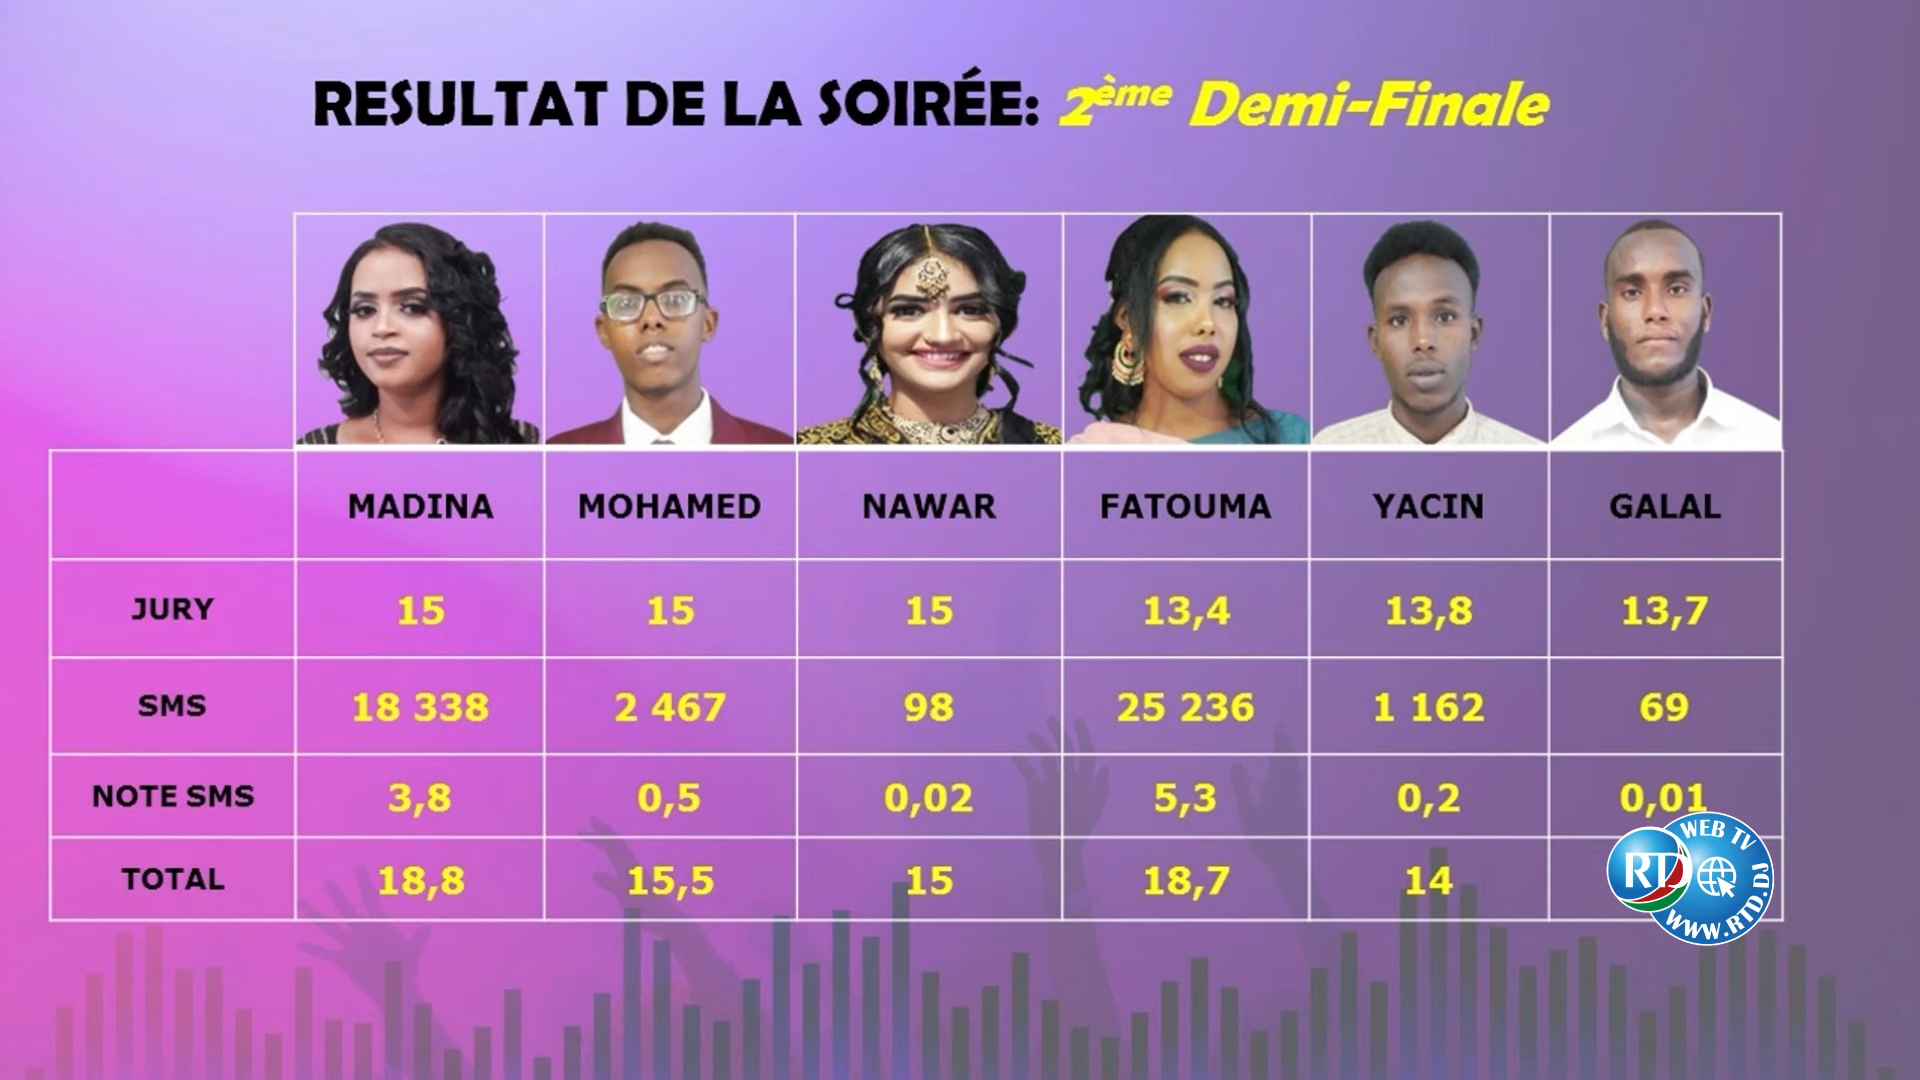 RESULTAT DE LA SOIRÉE: 2ème Demi-Finale
MADINA MOHAMED NAWAR FATOUMA YACIN GALAL
JURY 15 15 15 13,4 13,8 13,7
SMS 18 338 2 467 98 25 236 1 162 69
NOTE SMS 3,8 0,5 0,02 5,3 0,2 0,01
TOTAL 18,8 15,5 15 18,7 14
WEB TV
RTD
WWW.RTD.DJ